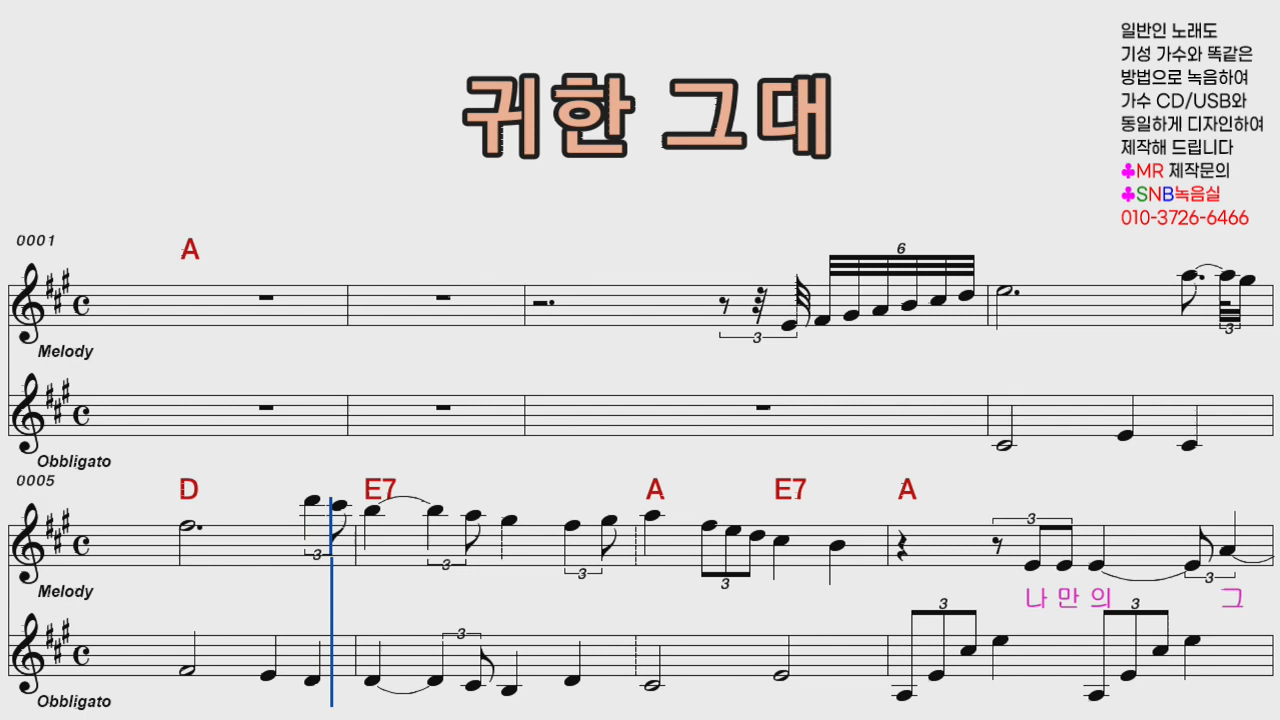 귀한 그대
일반인 노래도
기성 가수와 똑같은
방법으로 녹음하여
가수 CD/USB와
동일하게 디자인하여
제작해 드립니다
♣MR 제작문의
♣SNB녹음실
010-3726-6466
0001
A
6
3
3
Melody
Obbligato
0005
D E7 A E7 A
3 3 3 3 3 3
Melody
나 만 의 그
3 3 3
Obbligato